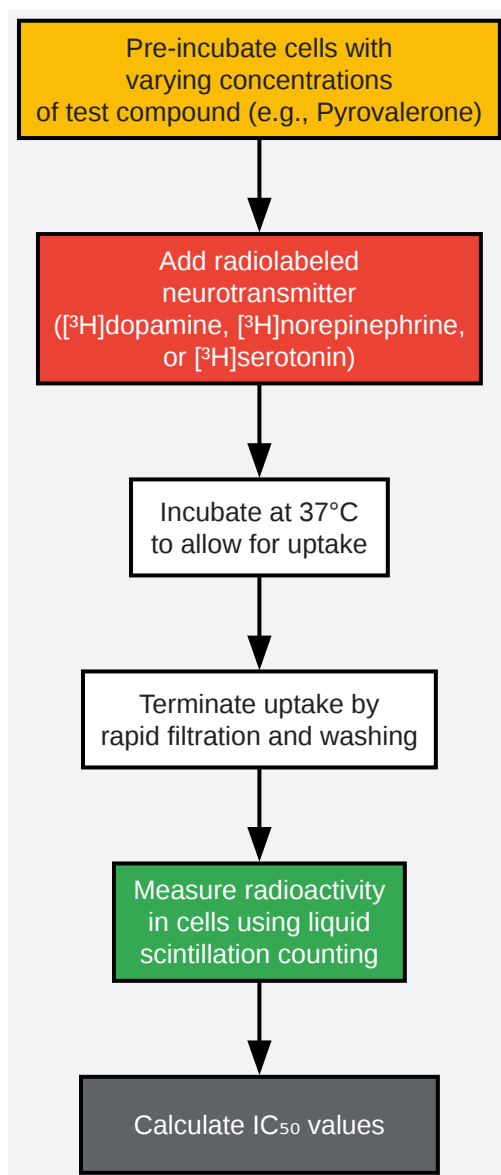 Pre-incubate cells with
varying concentrations
of test compound (e.g., Pyrovalerone)
Add radiolabeled
neurotransmitter
([³H]dopamine, [³H]norepinephrine,
or [³H]serotonin)
Incubate at 37°C
to allow for uptake
Terminate uptake by
rapid filtration and washing
Measure radioactivity
in cells using liquid
scintillation counting
Calculate IC₅₀ values